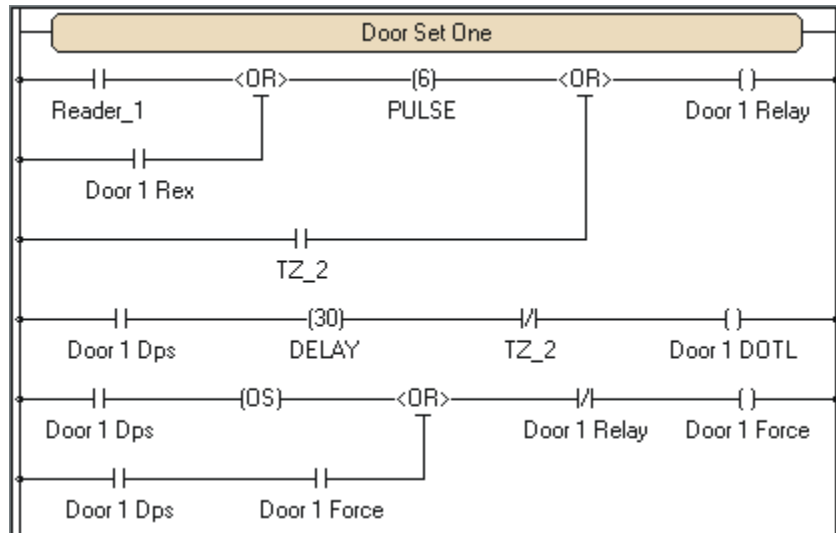 Door Set One
<OR> (6) <OR> ( )
Reader_1 PULSE Door 1 Relay
Door 1 Rex
TZ_2
(30) /
Door 1 Dps DELAY TZ_2 Door 1 DOTL
(OS) <OR> /
Door 1 Dps Door 1 Relay Door 1 Force
Door 1 Dps Door 1 Force